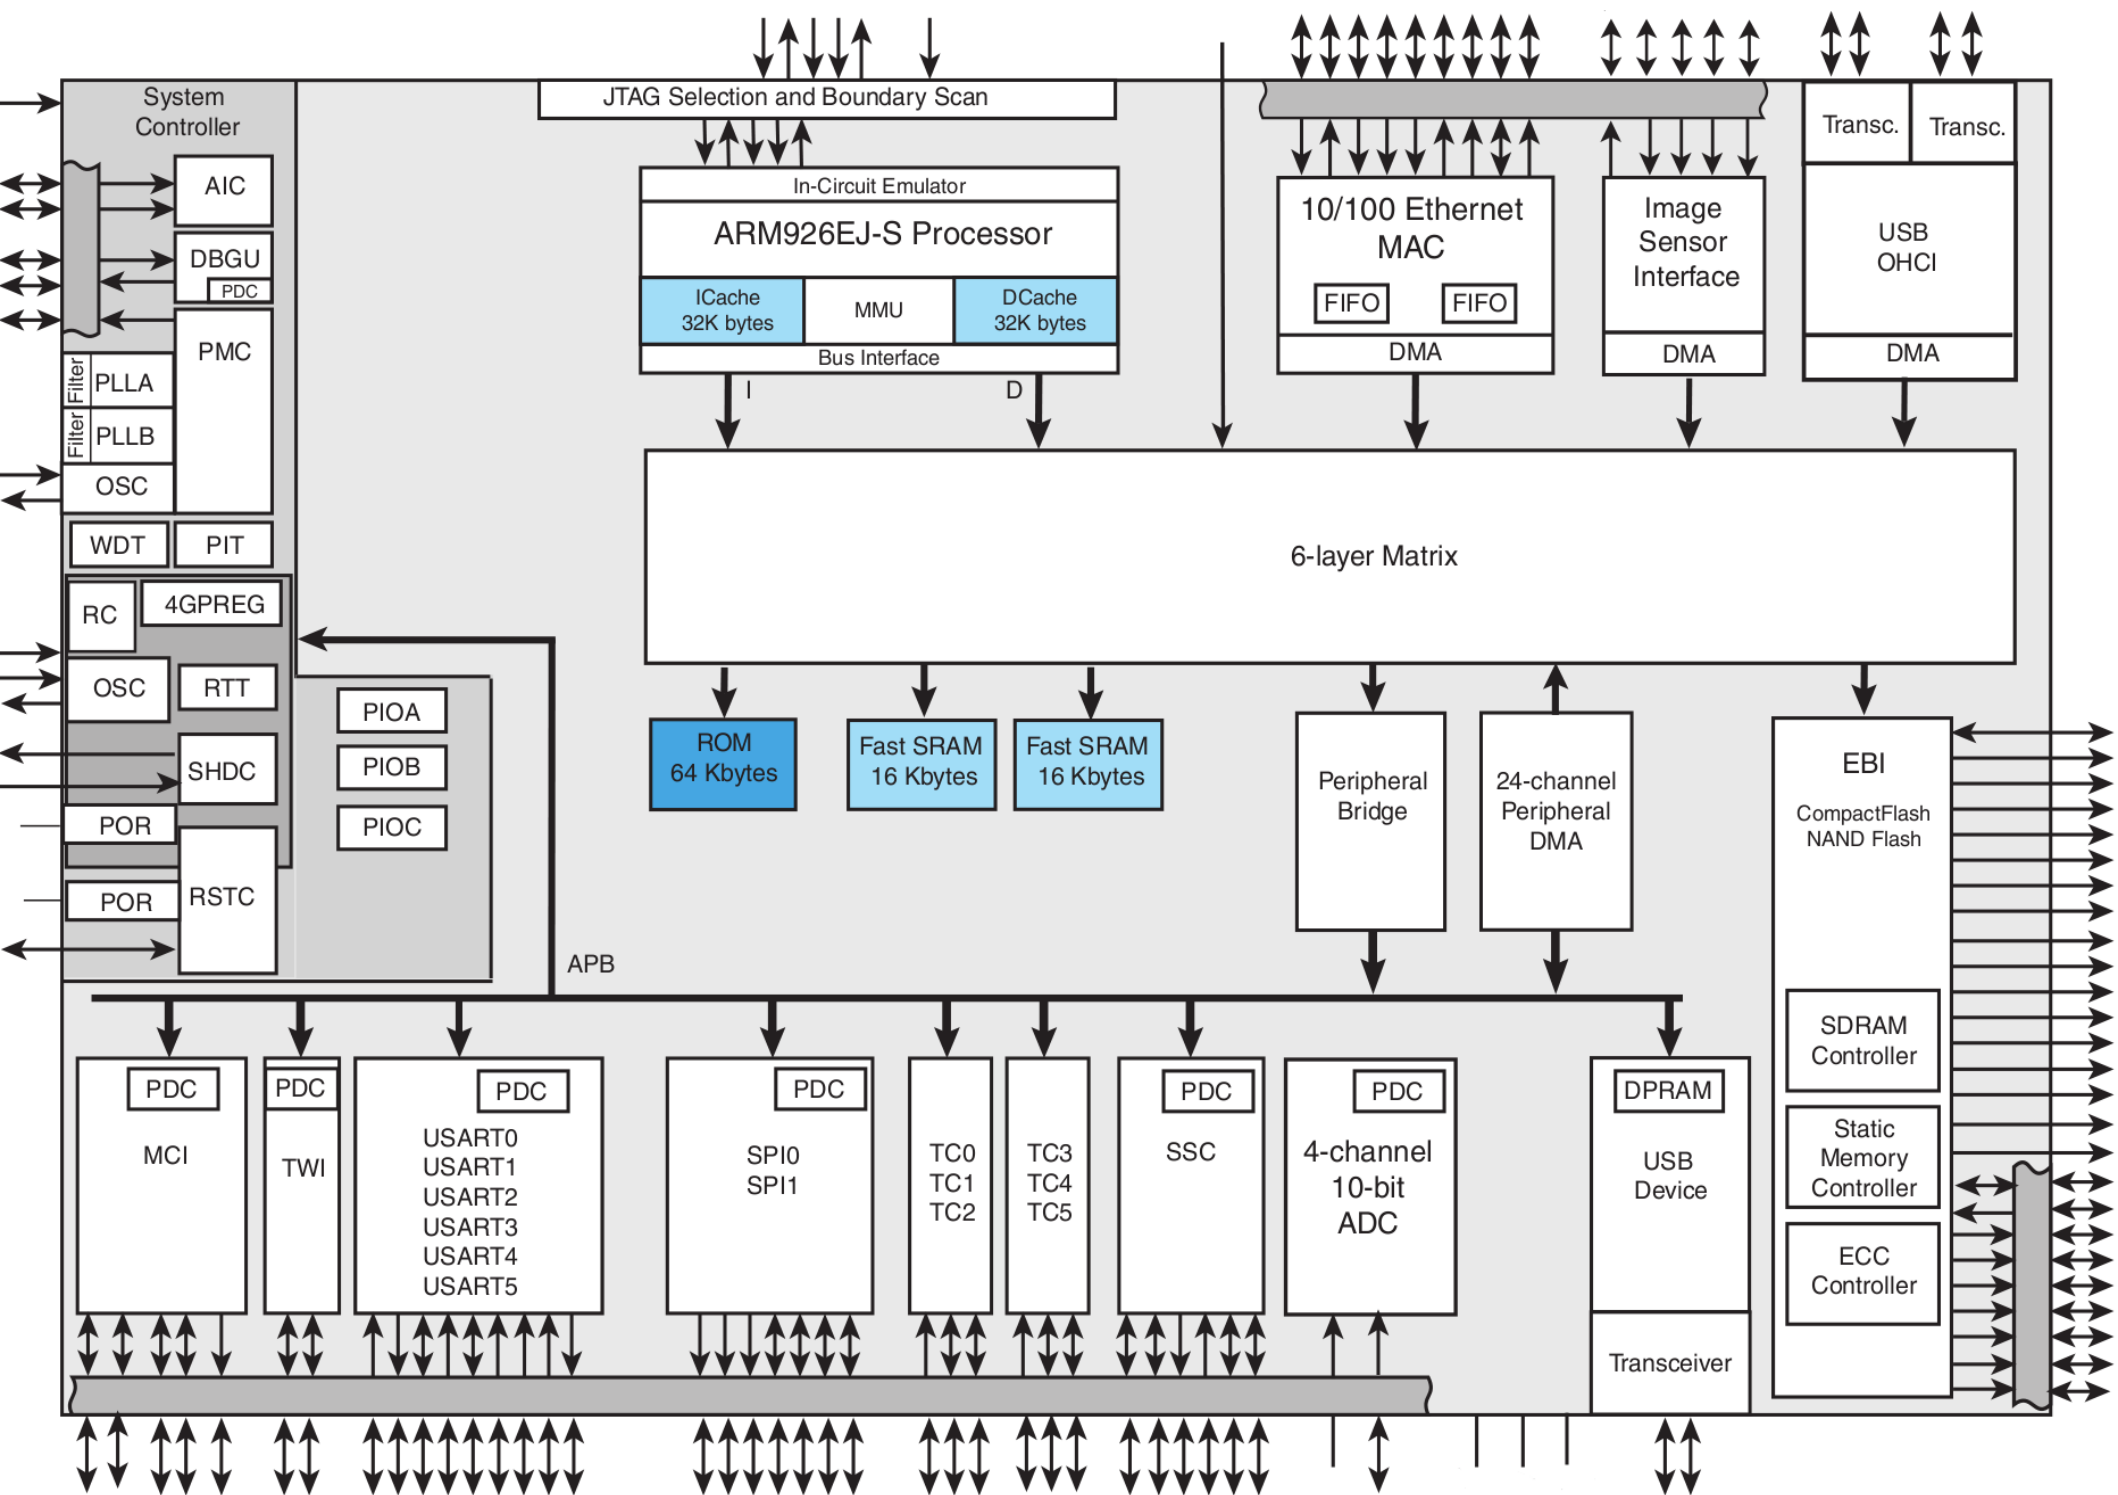 System
Controller
JTAG Selection and Boundary Scan
Transc.
Transc.
AIC
DBGU
PDC
PMC
Filter
PLLA
Filter
PLLB
OSC
WDT
PIT
RC
4GPREG
OSC
RTT
SHDC
POR
POR
RSTC
PIOA
PIOB
PIOC
In-Circuit Emulator
ARM926EJ-S Processor
ICache
32K bytes
MMU
DCache
32K bytes
Bus Interface
I
D
10/100 Ethernet
MAC
FIFO
FIFO
DMA
Image
Sensor
Interface
DMA
USB
OHCI
DMA
6-layer Matrix
ROM
64 Kbytes
Fast SRAM
16 Kbytes
Fast SRAM
16 Kbytes
Peripheral
Bridge
24-channel
Peripheral
DMA
EBI
CompactFlash
NAND Flash
SDRAM
Controller
Static
Memory
Controller
ECC
Controller
APB
PDC
MCI
PDC
TWI
PDC
USART0
USART1
USART2
USART3
USART4
USART5
PDC
SPI0
SPI1
TC0
TC1
TC2
TC3
TC4
TC5
PDC
SSC
PDC
4-channel
10-bit
ADC
DPRAM
USB
Device
Transceiver